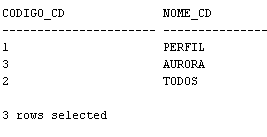 CODIGO_CD NOME_CD
---------------------- ---------------
1 PERFIL
3 AURORA
2 TODOS
3 rows selected